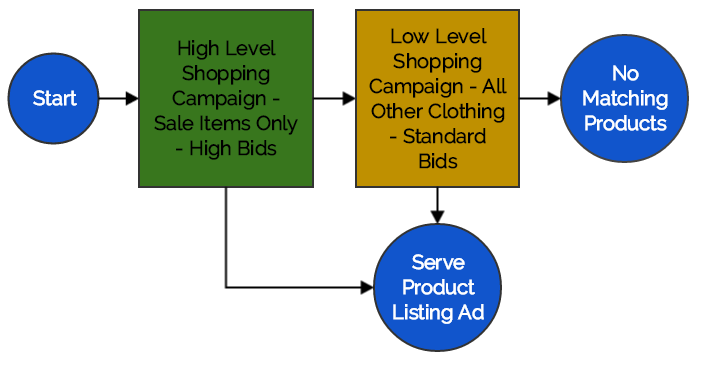 Start
High Level
Shopping
Campaign -
Sale Items Only
- High Bids
Low Level
Shopping
Campaign - All
Other Clothing
- Standard
Bids
No
Matching
Products
Serve
Product
Listing Ad